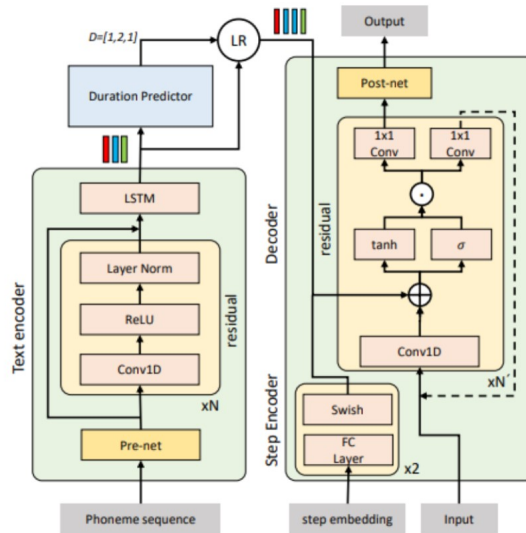 Output
D=[1,2,1]
LR
Post-net
Duration Predictor
1x1
Conv
1x1
Conv
LSTM
Decoder
residual
tanh
σ
Layer Norm
Text encoder
residual
ReLU
Conv1D
Conv1D
xN
xN´
Step Encoder
Swish
Pre-net
FC
Layer
x2
Phoneme sequence
step embedding
Input